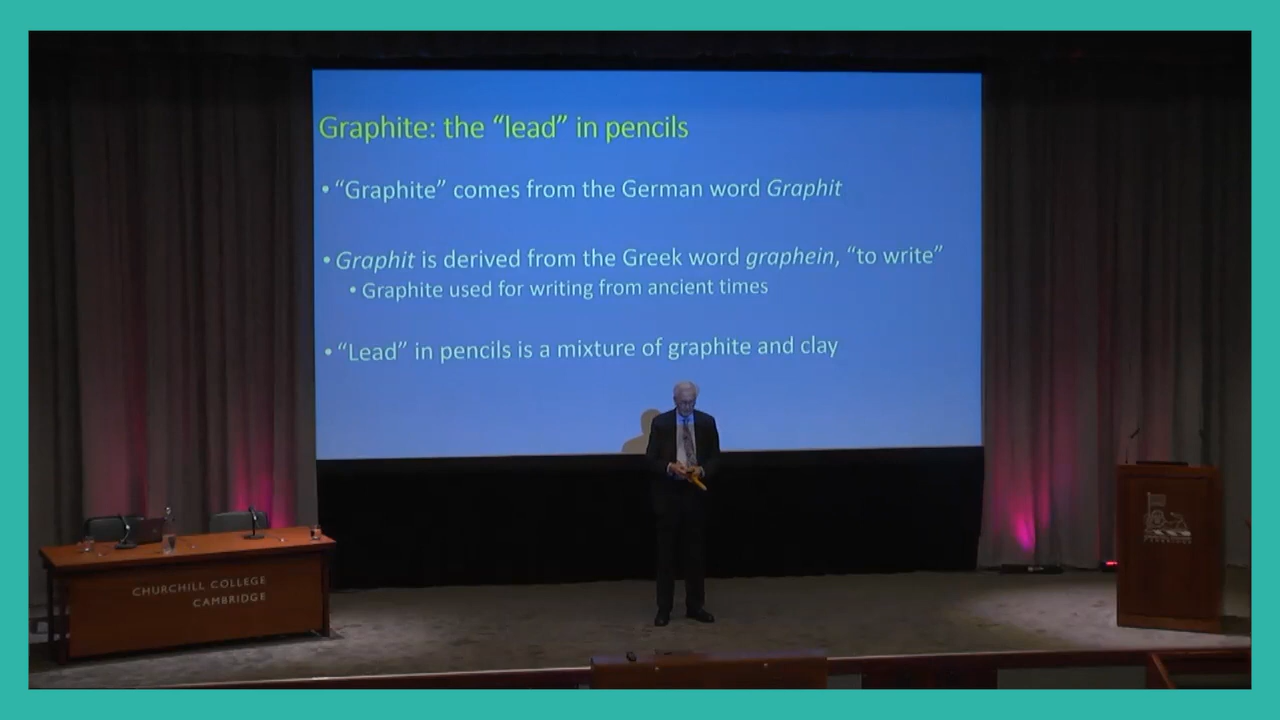 Graphite: the “lead” in pencils
• “Graphite” comes from the German word Graphit
• Graphit is derived from the Greek word graphein, “to write”
• Graphite used for writing from ancient times
• “Lead” in pencils is a mixture of graphite and clay
CHURCHILL COLLEGE
CAMBRIDGE